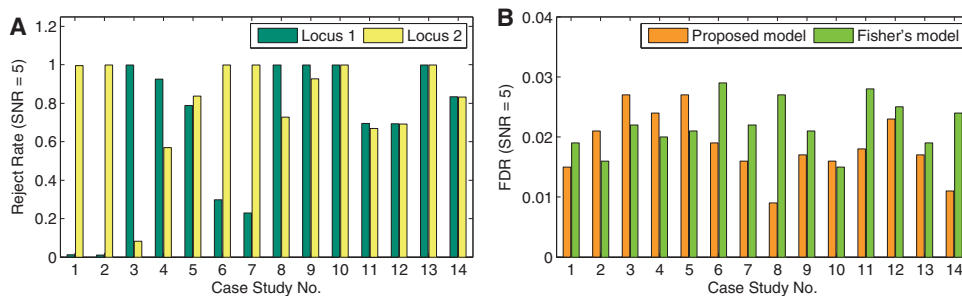 A
Reject Rate (SNR = 5)
1.2
1
0.8
0.6
0.4
0.2
0
Locus 1 Locus 2
1 2 3 4 5 6 7 8 9 10 11 12 13 14
Case Study No.
B
FDR (SNR = 5)
0.04
0.03
0.02
0.01
0
Proposed model Fisher's model
1 2 3 4 5 6 7 8 9 10 11 12 13 14
Case Study No.